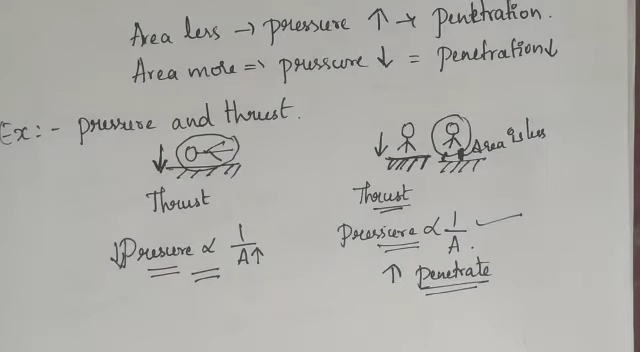 Area less → pressure ↑ → penetration.
Area more => pressure ↓ = penetration↓
Ex:- pressure and thrust.
↓
Thrust
↓Pressure ∝ 1/A↑
↓ Area is less
Thrust
Pressure ∝ 1/A.
↑ penetrate